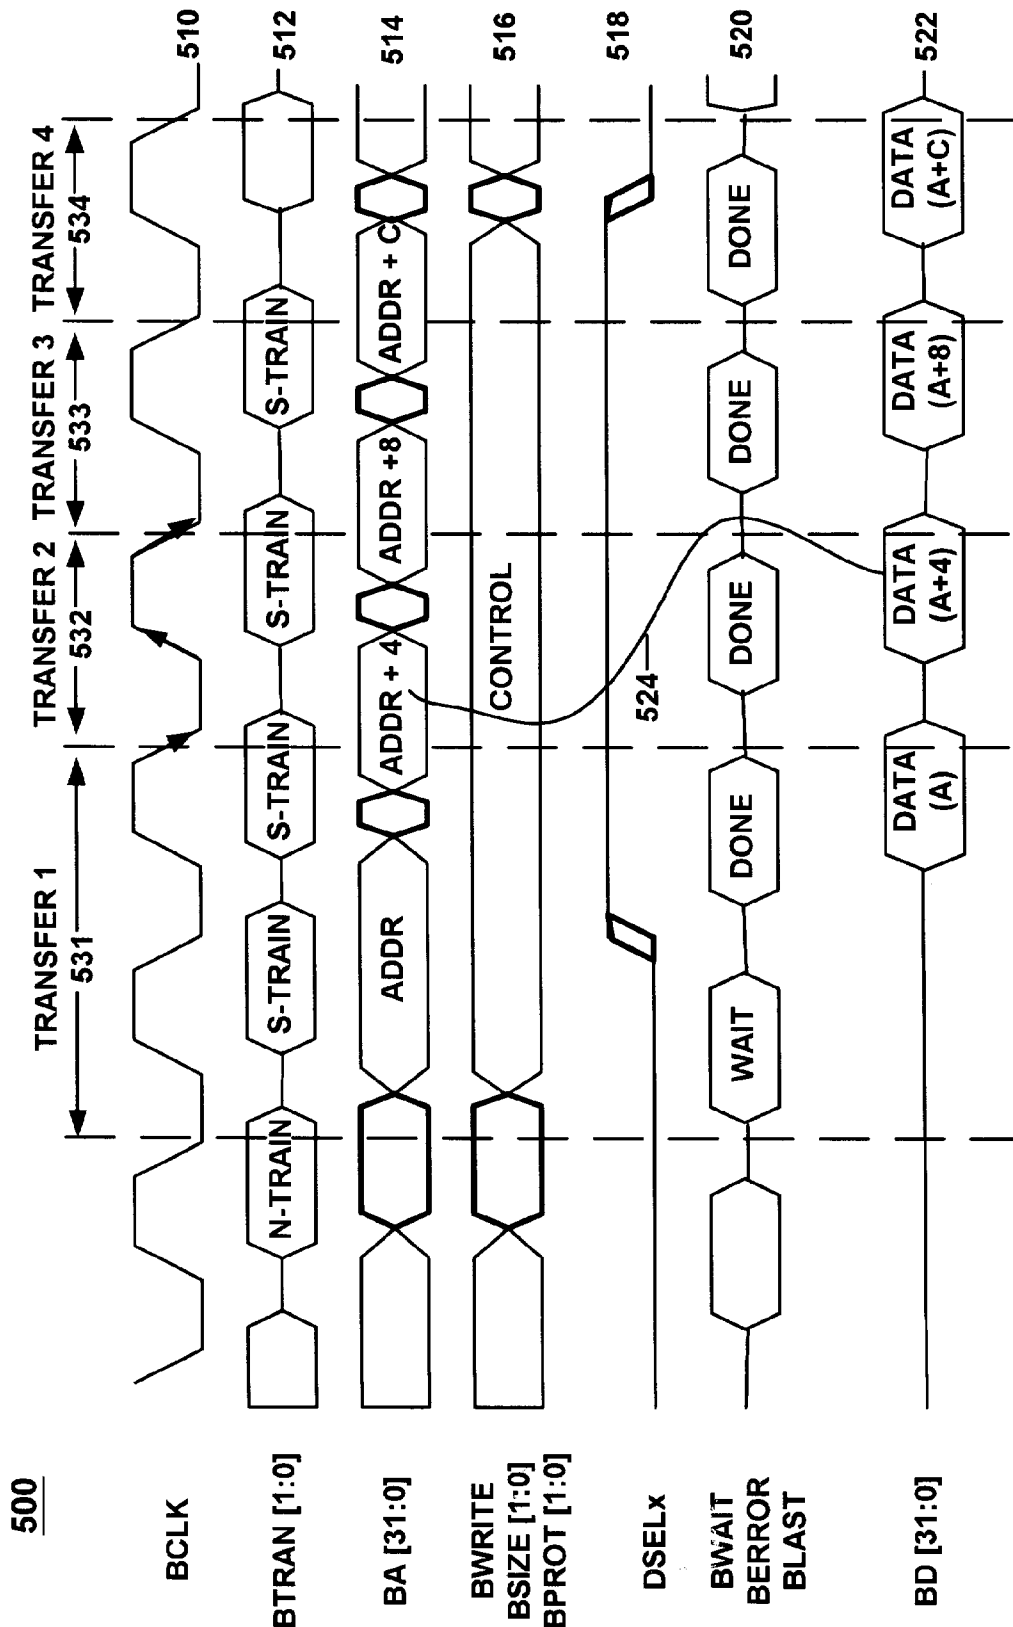 500
TRANSFER 1
TRANSFER 2
TRANSFER 3
TRANSFER 4
531
532
533
534
BCLK
510
BTRAN [1:0]
N-TRAIN
S-TRAIN
S-TRAIN
S-TRAIN
S-TRAIN
512
BA [31:0]
ADDR
ADDR + 4
ADDR +8
ADDR + C
514
BWRITE
BSIZE [1:0]
BPROT [1:0]
CONTROL
516
DSELx
524
518
BWAIT
BERROR
BLAST
WAIT
DONE
DONE
DONE
DONE
520
BD [31:0]
DATA
(A)
DATA
(A+4)
DATA
(A+8)
DATA
(A+C)
522